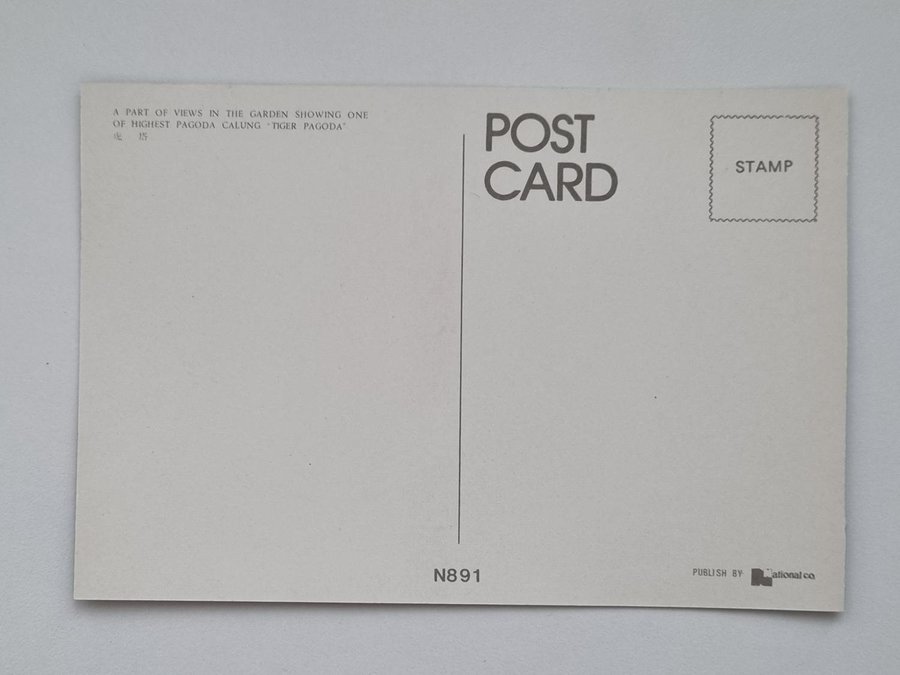 A PART OF VIEWS IN THE GARDEN SHOWING ONE
OF HIGHEST PAGODA CALUNG "TIGER PAGODA"
虎 塔
POST
CARD
STAMP
N891
PUBLISH BY National co.